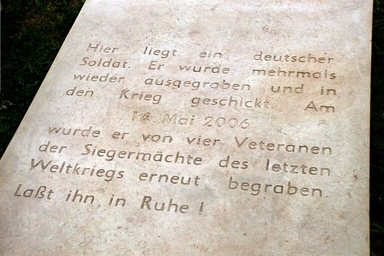 Hier liegt ein deutscher
Soldat. Er wurde mehrmals
wieder ausgegraben und in
den Krieg geschickt. Am
14. Mai 2006
wurde er von vier Veteranen
der Siegermächte des letzten
Weltkriegs erneut begraben.
Laßt ihn in Ruhe !